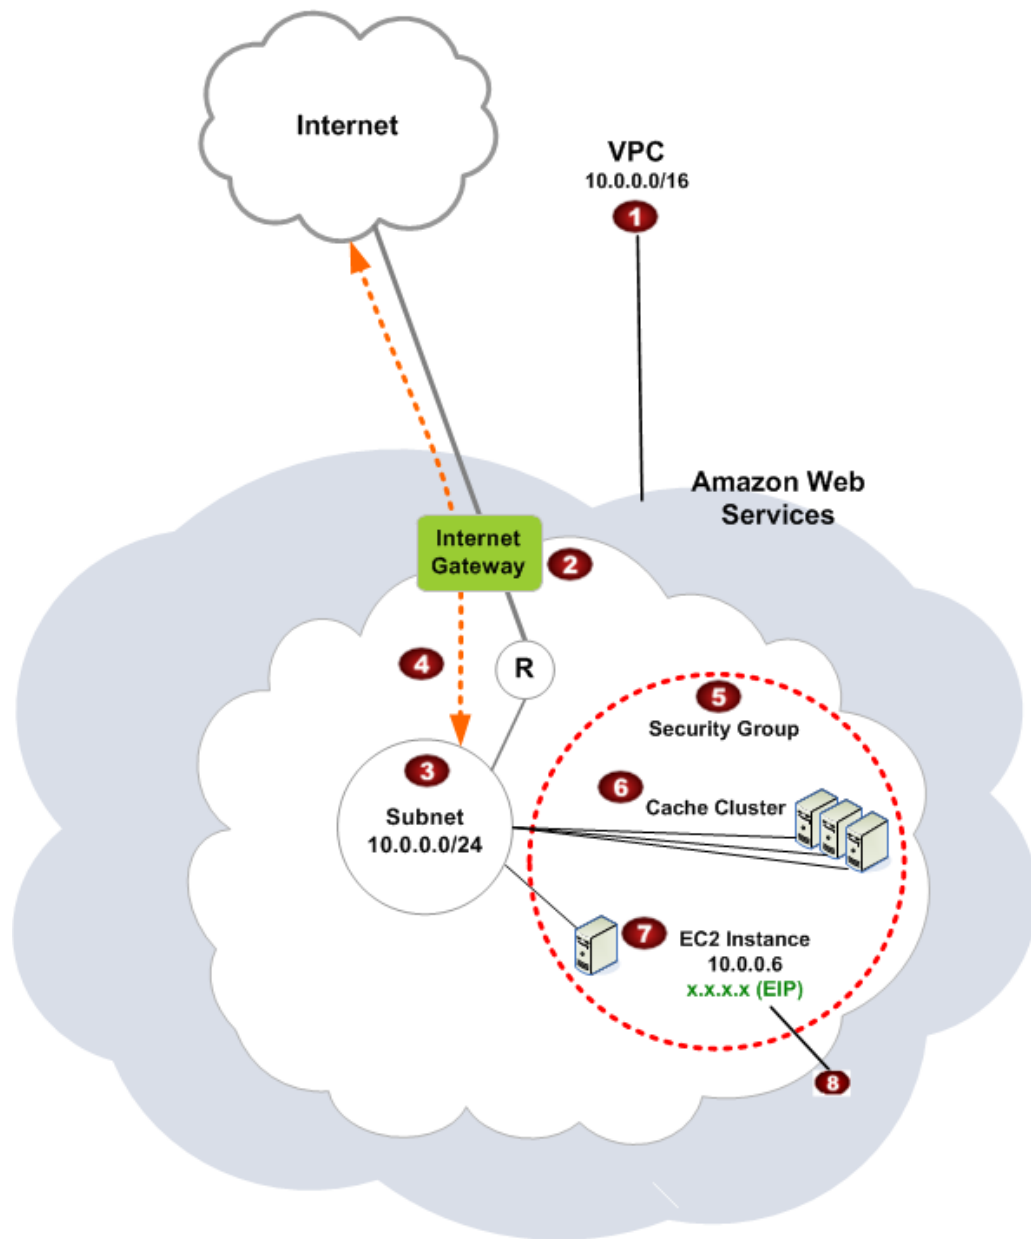 Internet
VPC
10.0.0.0/16
1
Amazon Web
Services
Internet
Gateway
2
4
R
5
Security Group
3
Subnet
10.0.0.0/24
6
Cache Cluster
7
EC2 Instance
10.0.0.6
x.x.x.x (EIP)
8